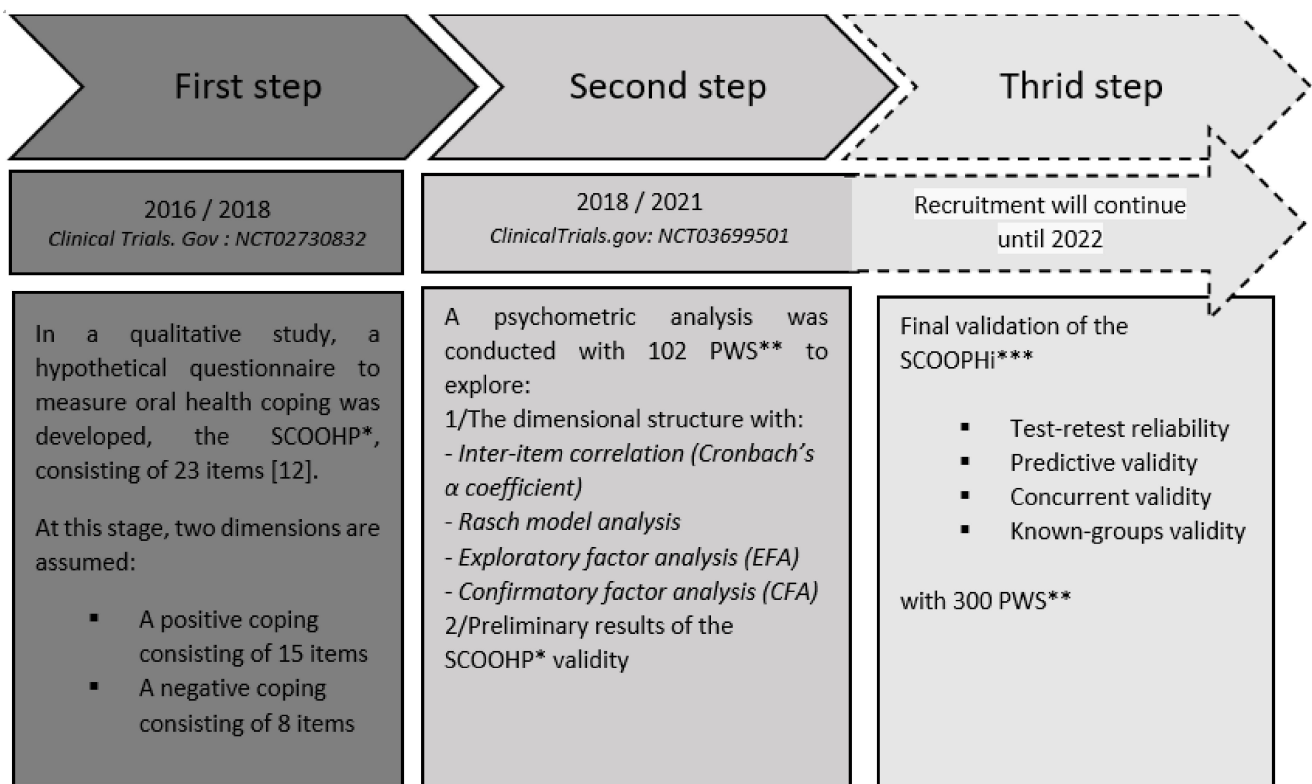 First step
Second step
Thrid step
2016 / 2018
Clinical Trials. Gov : NCT02730832
2018 / 2021
ClinicalTrials.gov: NCT03699501
Recruitment will continue
until 2022
In a qualitative study, a
hypothetical questionnaire to
measure oral health coping was
developed, the SCOOHP*,
consisting of 23 items [12].
At this stage, two dimensions are
assumed:
▪ A positive coping
consisting of 15 items
▪ A negative coping
consisting of 8 items
A psychometric analysis was
conducted with 102 PWS** to
explore:
1/The dimensional structure with:
- Inter-item correlation (Cronbach's
α coefficient)
- Rasch model analysis
- Exploratory factor analysis (EFA)
- Confirmatory factor analysis (CFA)
2/Preliminary results of the
SCOOHP* validity
Final validation of the
SCOOPHi***
▪ Test-retest reliability
▪ Predictive validity
▪ Concurrent validity
▪ Known-groups validity
with 300 PWS**